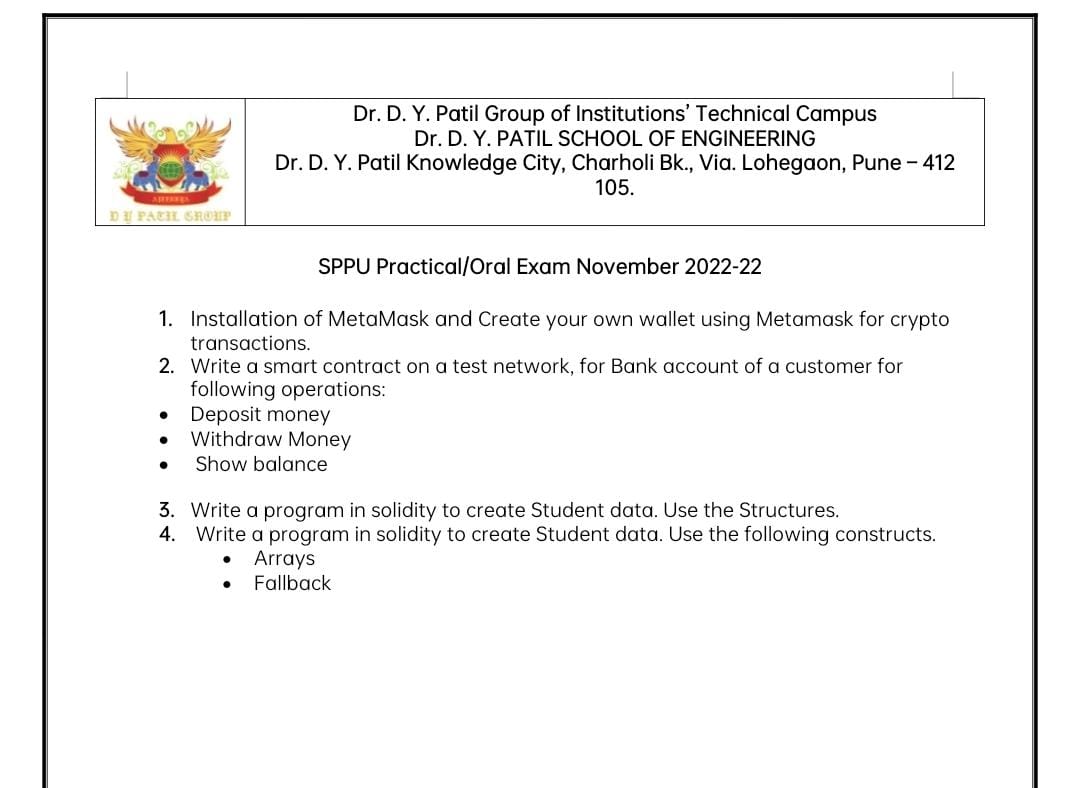 Dr. D. Y. Patil Group of Institutions’ Technical Campus
Dr. D. Y. PATIL SCHOOL OF ENGINEERING
Dr. D. Y. Patil Knowledge City, Charholi Bk., Via. Lohegaon, Pune – 412
105.
AJEENKYA
D Y PATIL GROUP
SPPU Practical/Oral Exam November 2022-22
1. Installation of MetaMask and Create your own wallet using Metamask for crypto
transactions.
2. Write a smart contract on a test network, for Bank account of a customer for
following operations:
• Deposit money
• Withdraw Money
• Show balance
3. Write a program in solidity to create Student data. Use the Structures.
4. Write a program in solidity to create Student data. Use the following constructs.
• Arrays
• Fallback